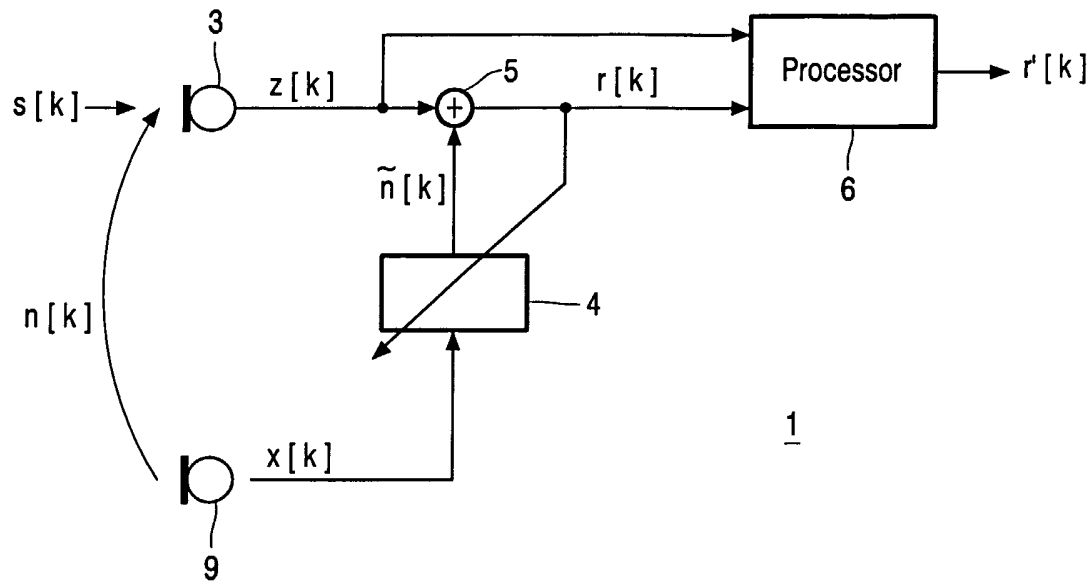 3
s[k]
z[k]
5
r[k]
Processor
r'[k]
6
ñ[k]
n[k]
4
x[k]
1
9